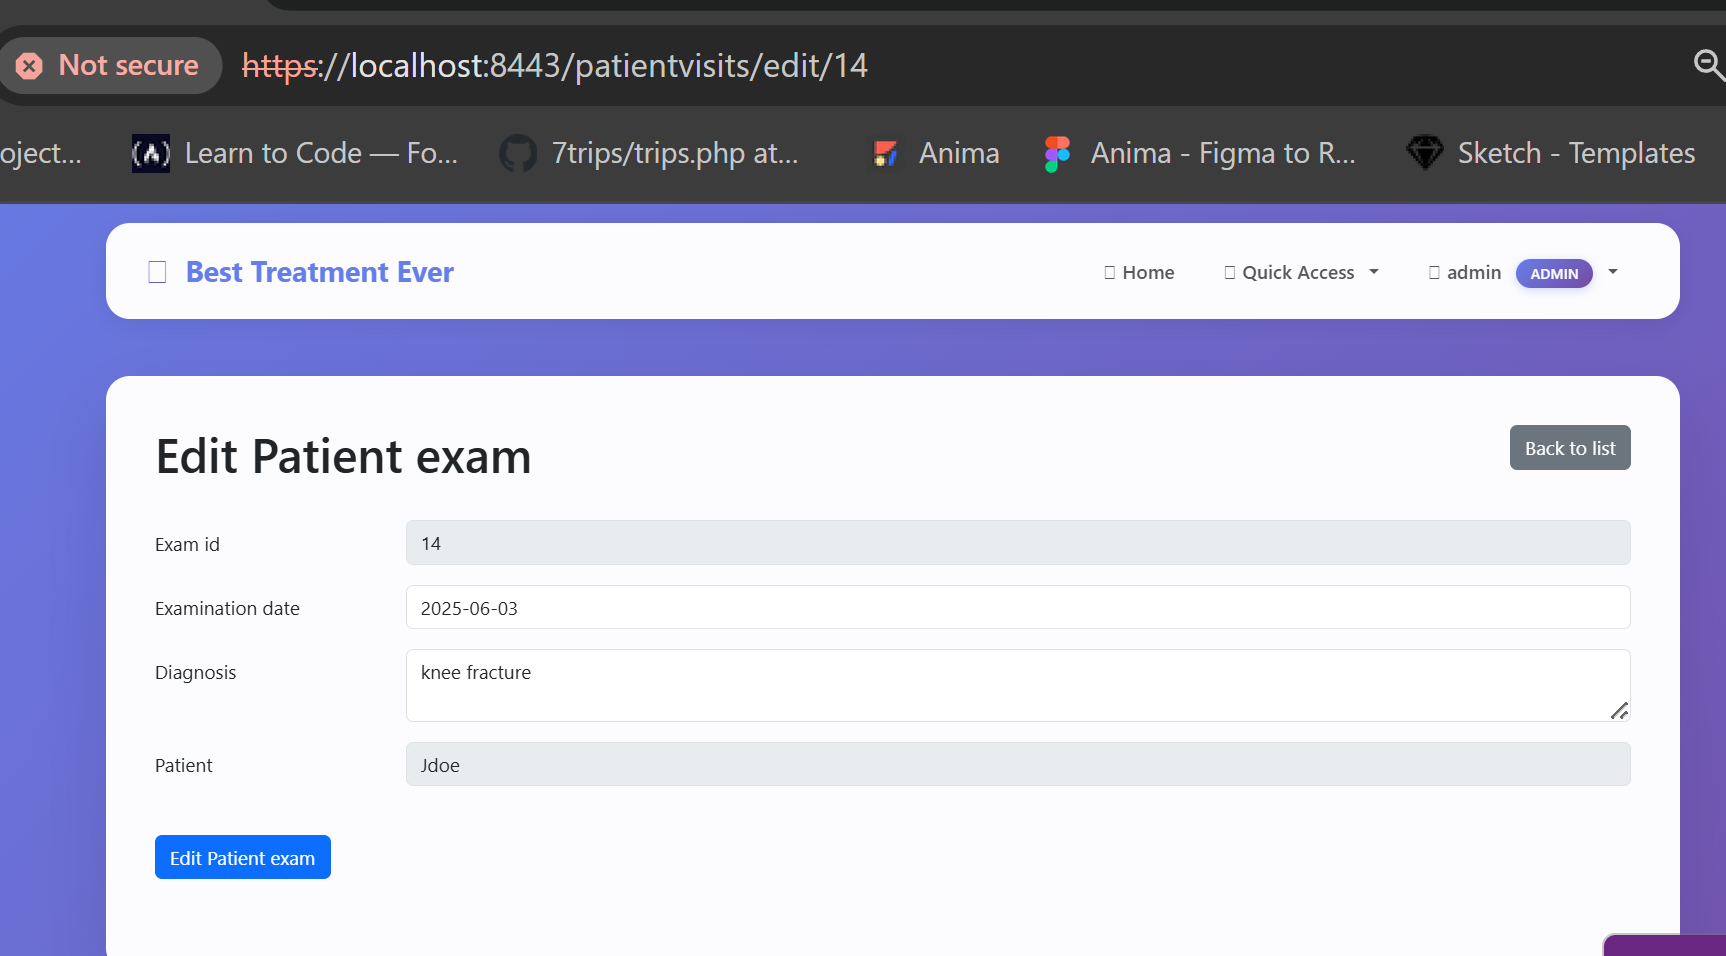 Not secure https://localhost:8443/patientvisits/edit/14
oject... (A) Learn to Code — Fo... 7trips/trips.php at... Anima Anima - Figma to R... Sketch - Templates
Best Treatment Ever Home Quick Access admin ADMIN
Edit Patient exam Back to list
Exam id 14
Examination date 2025-06-03
Diagnosis knee fracture
Patient Jdoe
Edit Patient exam